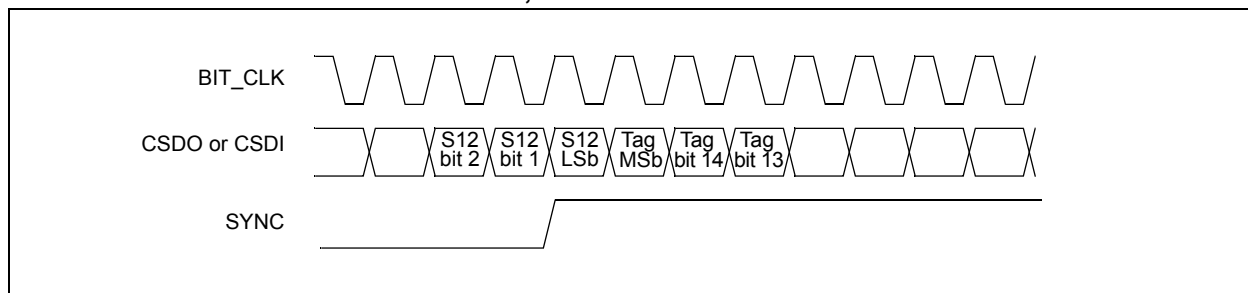 BIT_CLK
CSDO or CSDI
S12 bit 2
S12 bit 1
S12 LSb
Tag MSb
Tag bit 14
Tag bit 13
SYNC